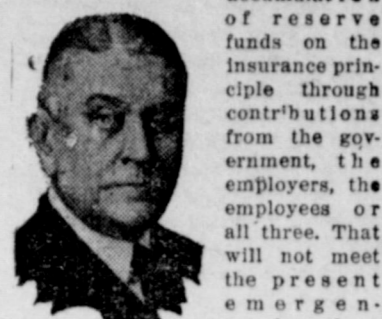 of reserve
funds on the
insurance prin-
ciple through
contributions
from the gov-
ernment, the
employers, the
employees or
all three. That
will not meet
the present
emergen-